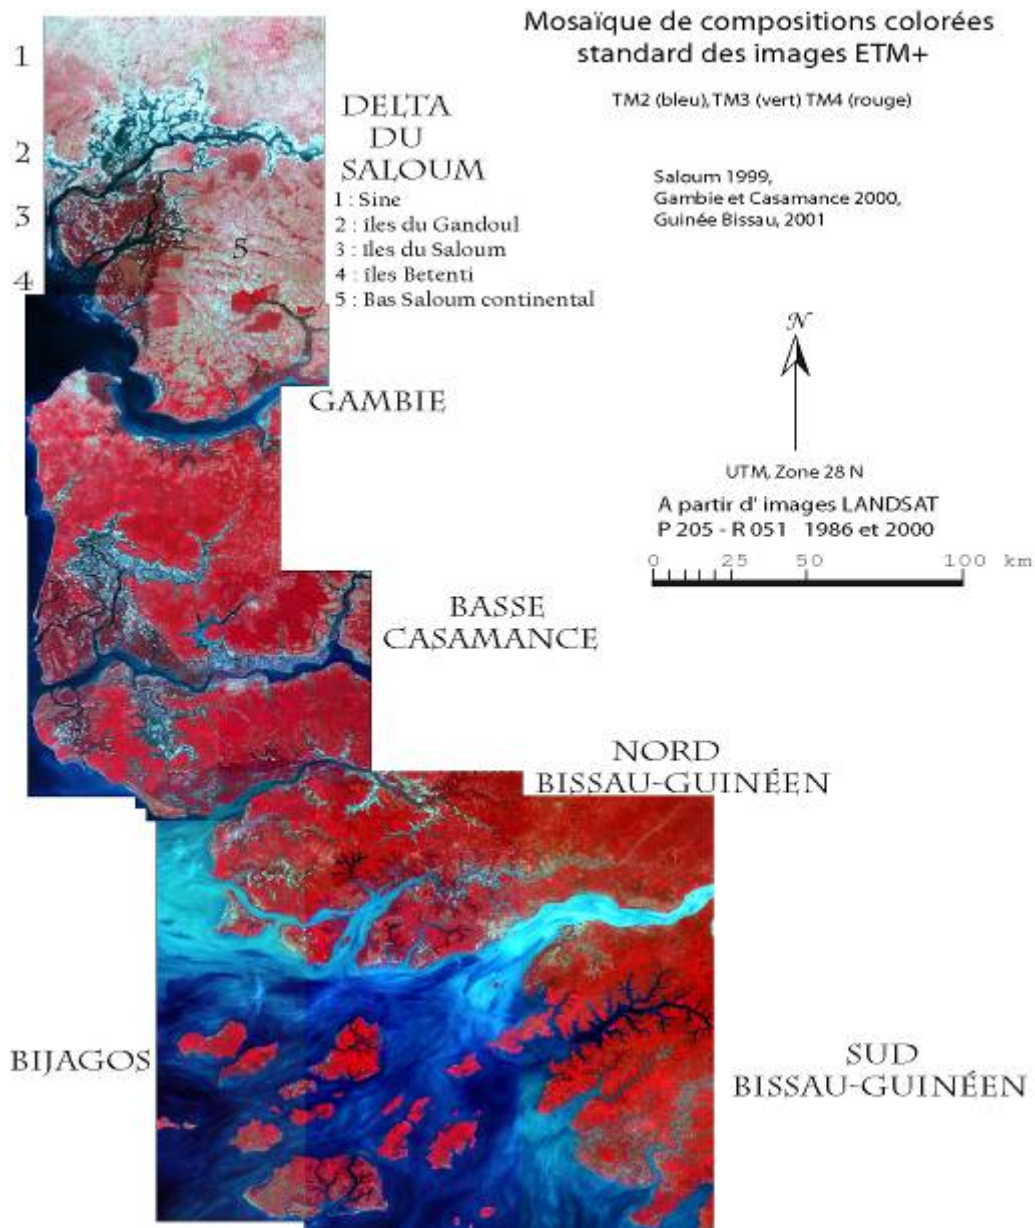 Mosaïque de compositions colorées
standard des images ETM+
TM2 (bleu), TM3 (vert) TM4 (rouge)
Saloum 1999,
Gambie et Casamance 2000,
Guinée Bissau, 2001
1
2
3
4
5
DELTA
DU
SALOUM
1 : Sine
2 : îles du Gandoul
3 : îles du Saloum
4 : îles Betenti
5 : Bas Saloum continental
N
GAMBIE
UTM, Zone 28 N
A partir d' images LANDSAT
P 205 - R 051 1986 et 2000
0 25 50 100 km
BASSE
CASAMANCE
NORD
BISSAU-GUINÉEN
BIJAGOS
SUD
BISSAU-GUINÉEN